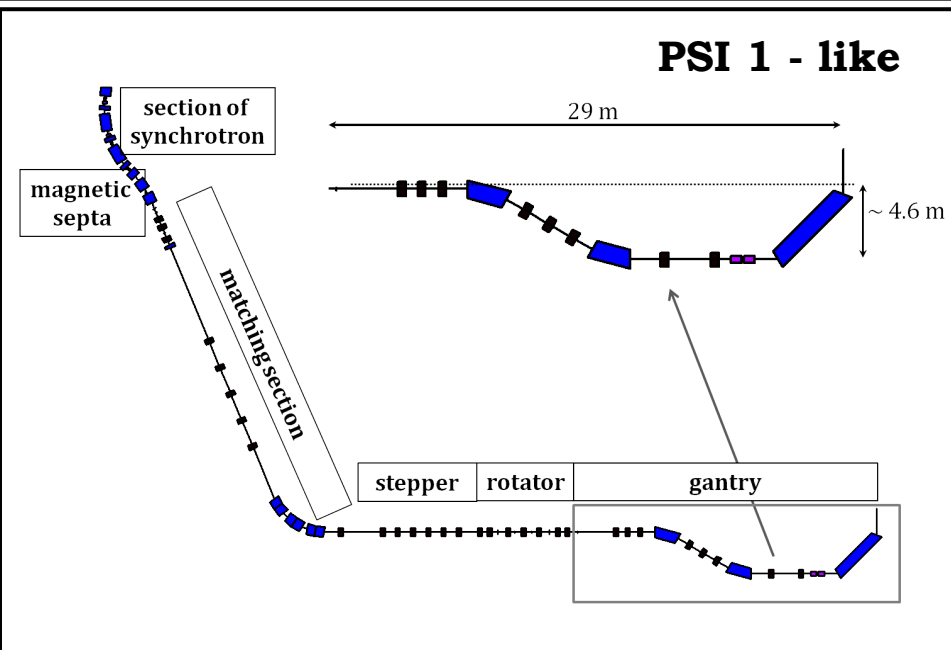 PSI 1 - like
section of
synchrotron
29 m
magnetic
septa
~ 4.6 m
matching section
stepper
rotator
gantry